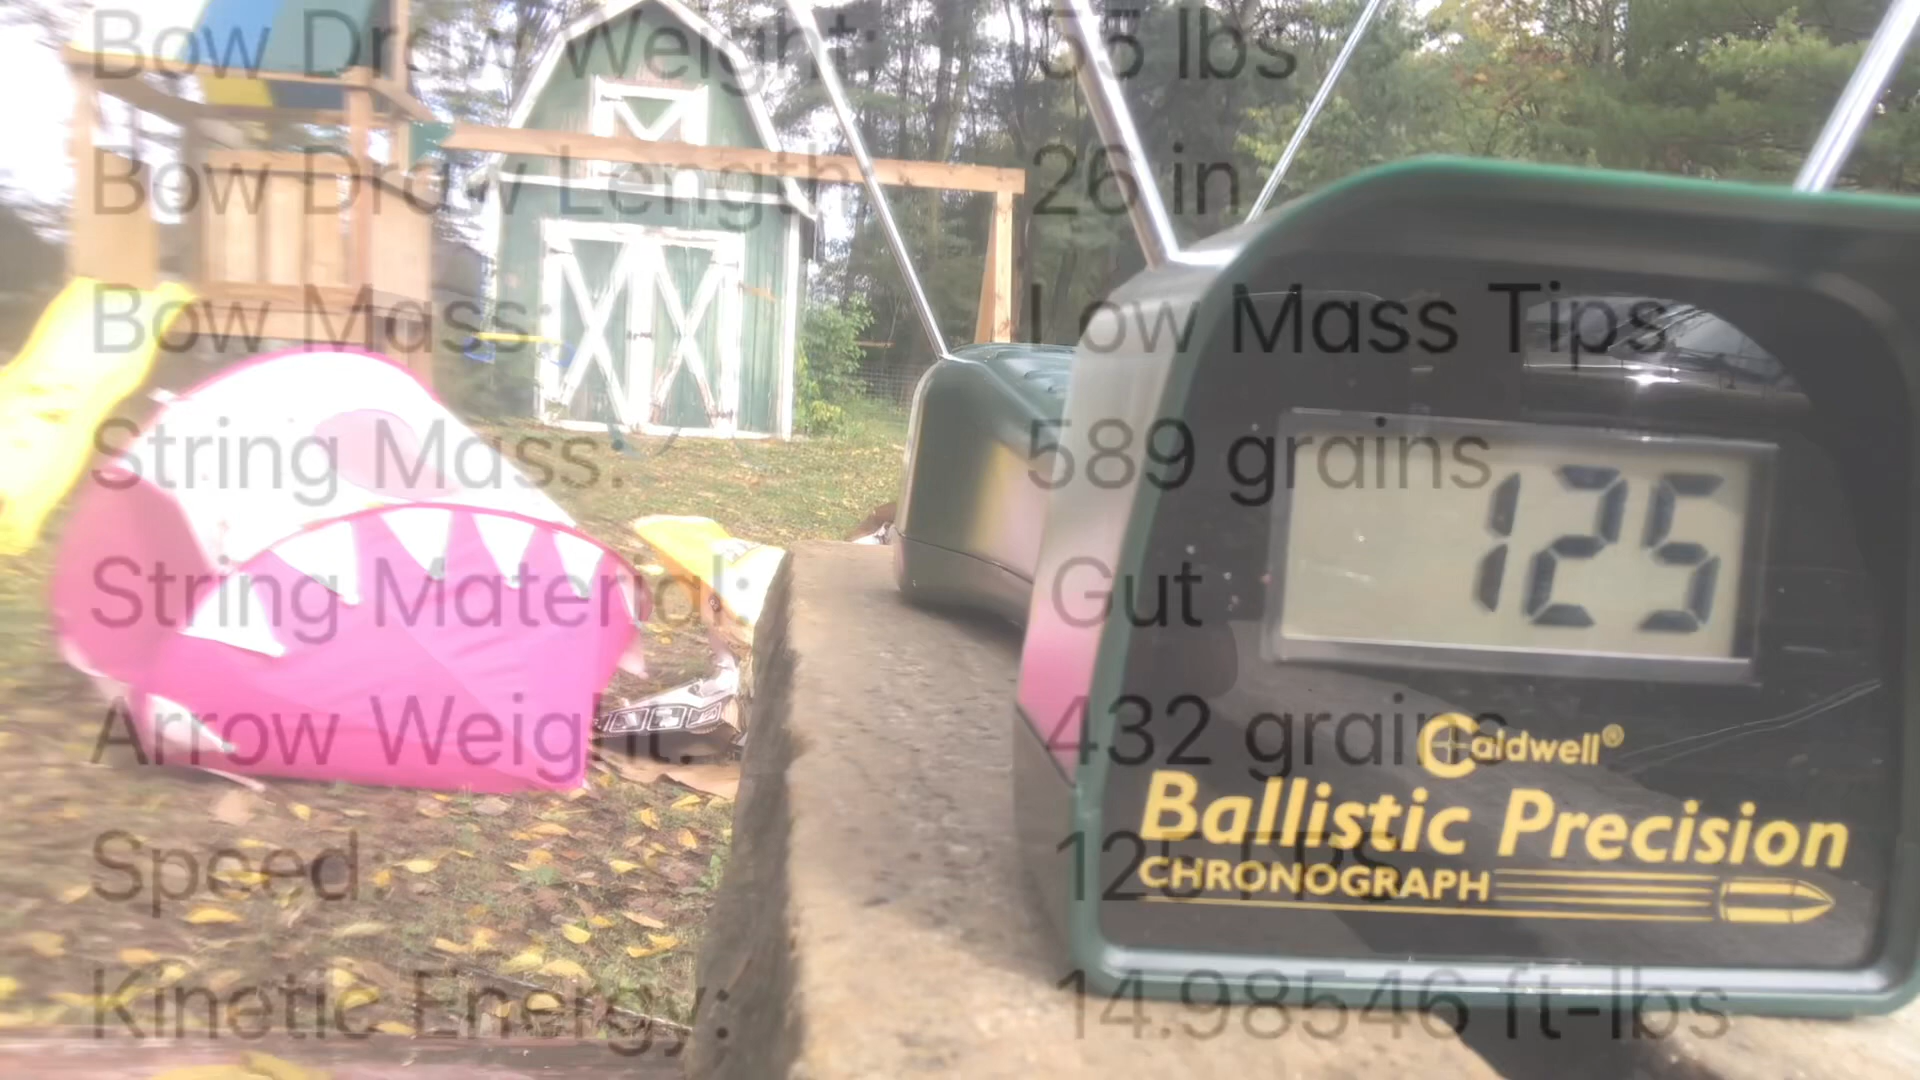 Bow Draw Weight: 55 lbs
Bow Draw Length: 26 in
Bow Mass: Low Mass Tips
String Mass: 589 grains
String Material: Gut
Arrow Weight: 432 grains
Speed: 125 FPS
Kinetic Energy: 14.98546 ft-lbs
125
Caldwell®
Ballistic Precision
CHRONOGRAPH